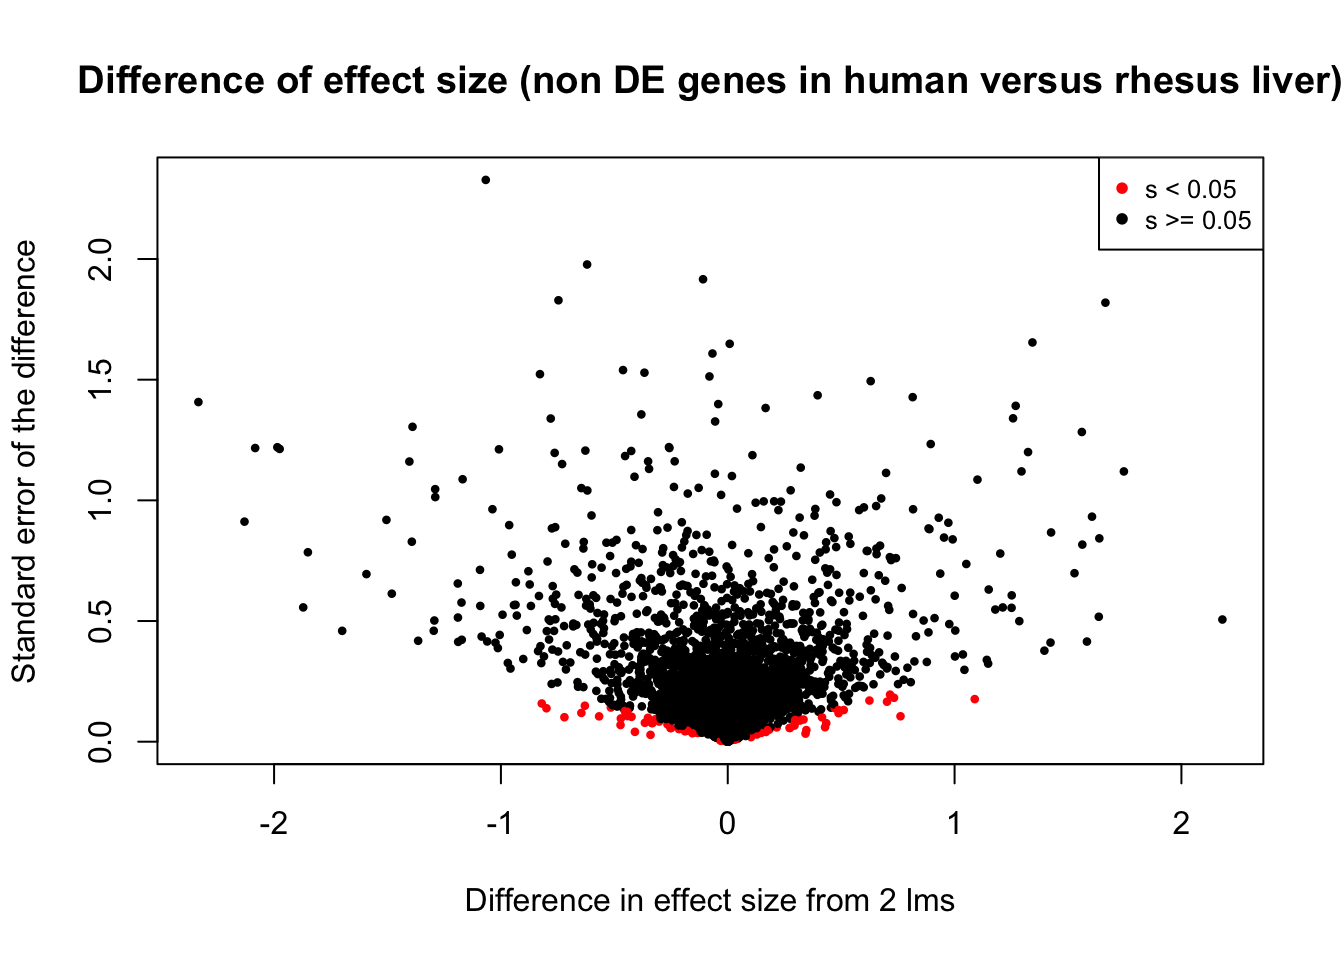 Difference of effect size (non DE genes in human versus rhesus liver)
s < 0.05
s >= 0.05
Standard error of the difference
2.0
1.5
1.0
0.5
0.0
-2
-1
0
1
2
Difference in effect size from 2 lms